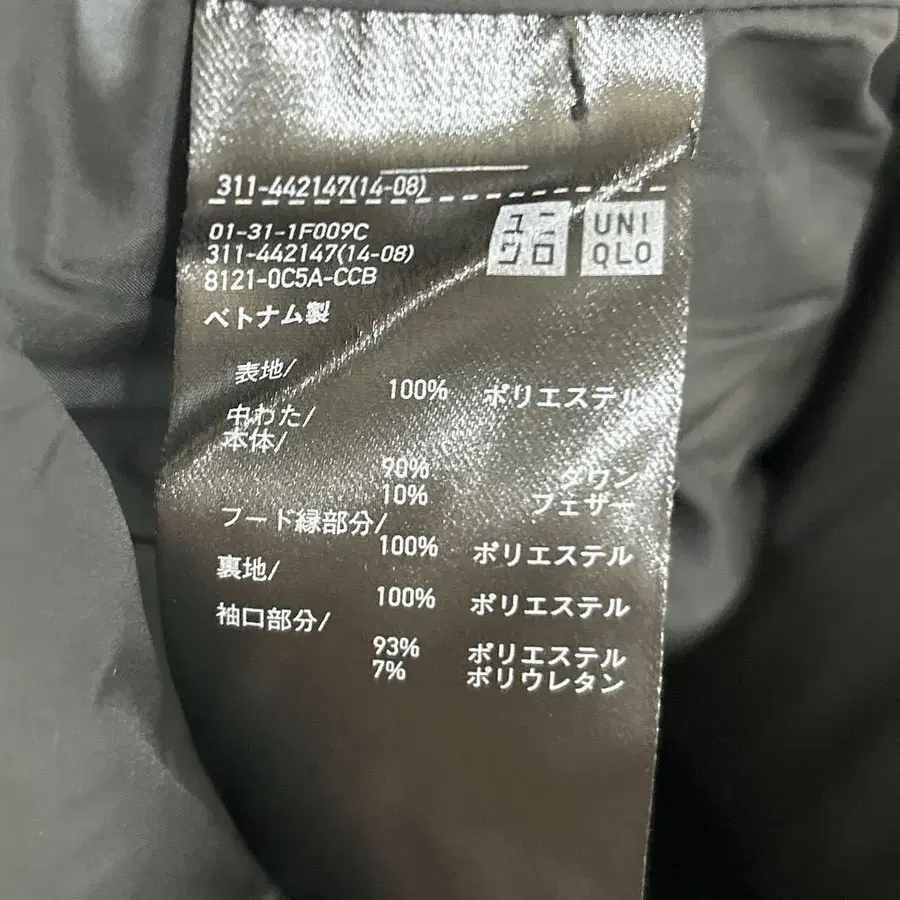 311-442147(14-08)
ユニ
クロ
UNI
QLO
01-31-1F009C
311-442147(14-08)
8121-0C5A-CCB
ベトナム製
表地/
100% ポリエステル
中わた/
本体/
90% ダウン
10% フェザー
フード縁部分/
100% ポリエステル
裏地/
100% ポリエステル
袖口部分/
93% ポリエステル
7% ポリウレタン